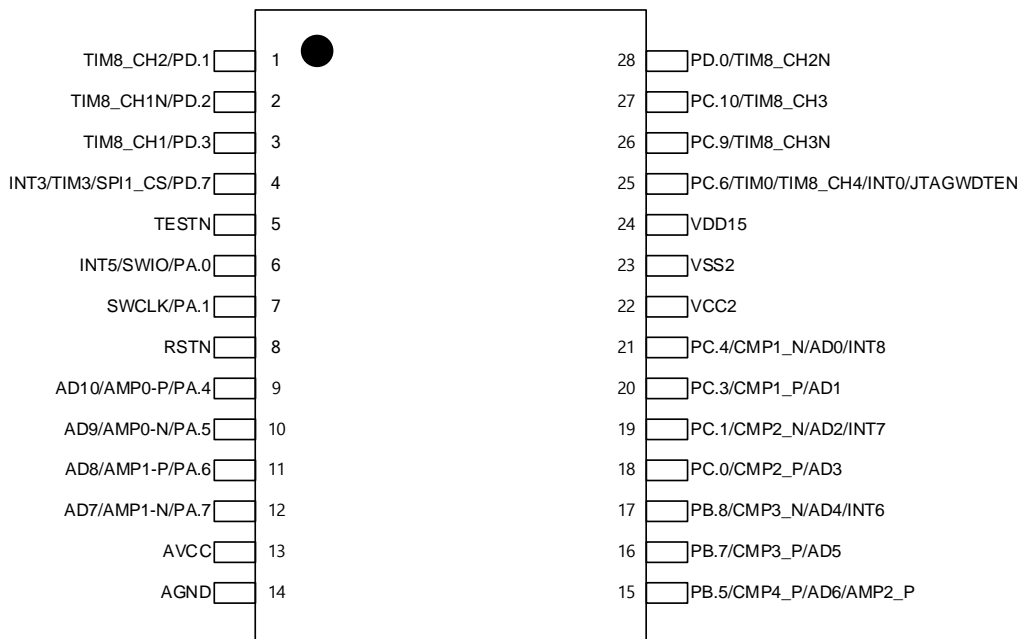 TIM8_CH2/PD.1 1 28 PD.0/TIM8_CH2N
TIM8_CH1N/PD.2 2 27 PC.10/TIM8_CH3
TIM8_CH1/PD.3 3 26 PC.9/TIM8_CH3N
INT3/TIM3/SPI1_CS/PD.7 4 25 PC.6/TIM0/TIM8_CH4/INT0/JTAGWDTEN
TESTN 5 24 VDD15
INT5/SWIO/PA.0 6 23 VSS2
SWCLK/PA.1 7 22 VCC2
RSTN 8 21 PC.4/CMP1_N/AD0/INT8
AD10/AMP0-P/PA.4 9 20 PC.3/CMP1_P/AD1
AD9/AMP0-N/PA.5 10 19 PC.1/CMP2_N/AD2/INT7
AD8/AMP1-P/PA.6 11 18 PC.0/CMP2_P/AD3
AD7/AMP1-N/PA.7 12 17 PB.8/CMP3_N/AD4/INT6
AVCC 13 16 PB.7/CMP3_P/AD5
AGND 14 15 PB.5/CMP4_P/AD6/AMP2_P